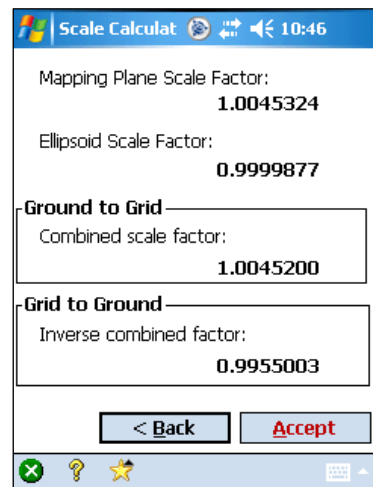 Scale Calculat 10:46
Mapping Plane Scale Factor:
1.0045324
Ellipsoid Scale Factor:
0.9999877
Ground to Grid
Combined scale factor:
1.0045200
Grid to Ground
Inverse combined factor:
0.9955003
< Back Accept